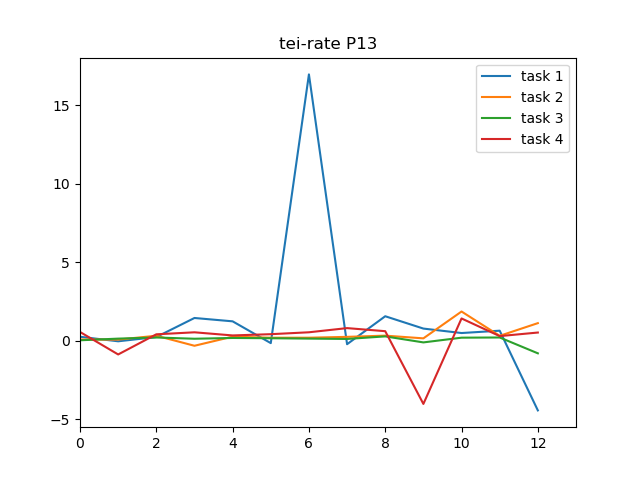 tei-rate P13
task 1
task 2
task 3
task 4
15
10
5
0
−5
0 2 4 6 8 10 12